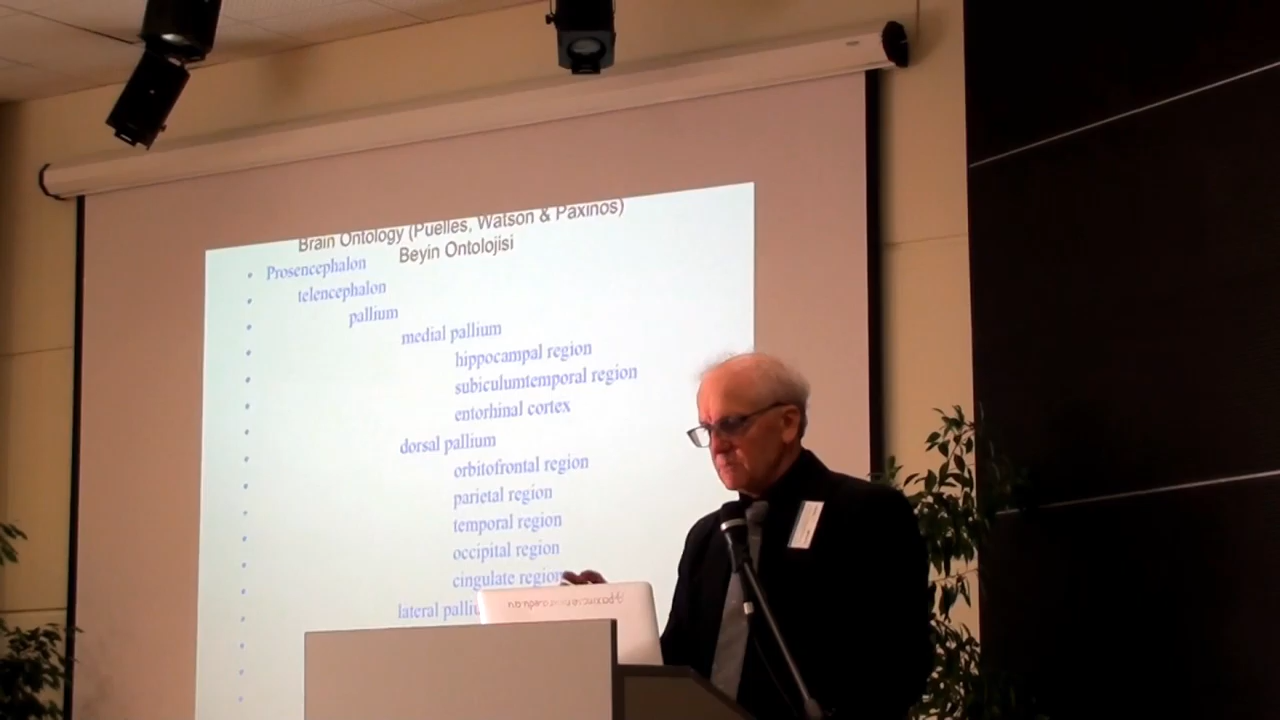 Brain Ontology (Puelles, Watson & Paxinos)
Beyin Ontolojisi
Prosencephalon
telencephalon
pallium
medial pallium
hippocampal region
subiculumtemporal region
entorhinal cortex
dorsal pallium
orbitofrontal region
parietal region
temporal region
occipital region
cingulate region
lateral